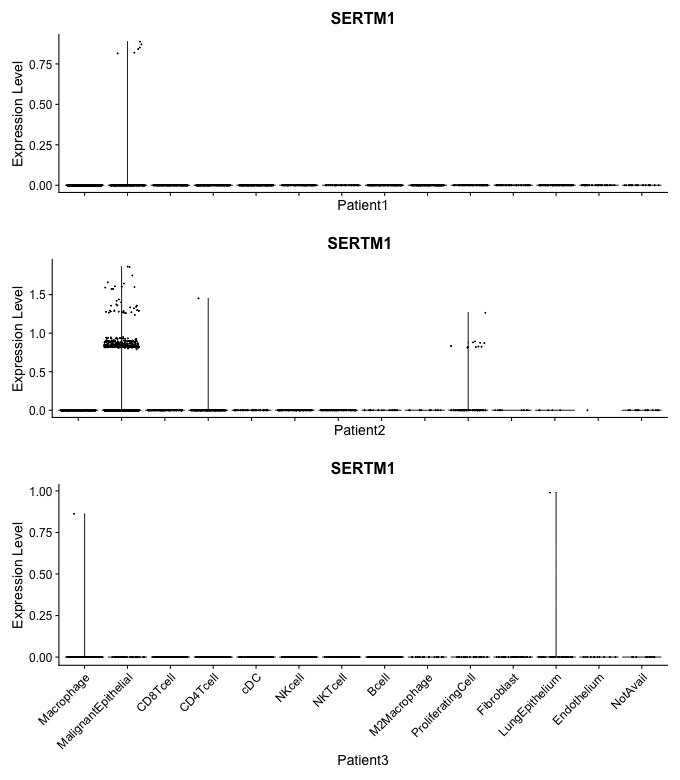 SERTM1
Expression Level
0.75
0.50
0.25
0.00
Patient1
SERTM1
Expression Level
1.5
1.0
0.5
0.0
Patient2
SERTM1
Expression Level
1.00
0.75
0.50
0.25
0.00
Macrophage
MalignantEpithelial
CD8Tcell
CD4Tcell
cDC
NKcell
NKTcell
Bcell
M2Macrophage
ProliferatingCell
Fibroblast
LungEpithelium
Endothelium
NotAvail
Patient3